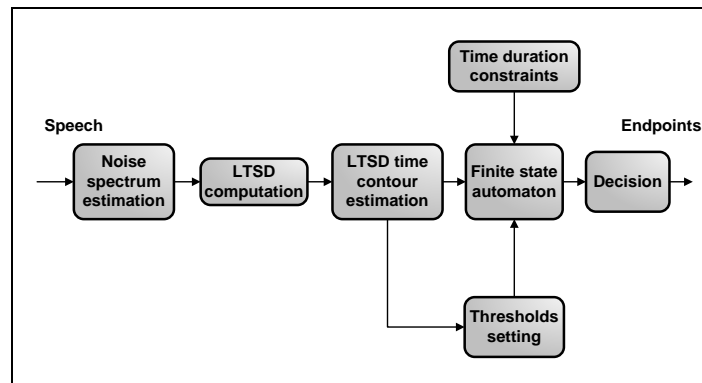 Time duration
constraints
Speech
Endpoints
Noise
spectrum
estimation
LTSD
computation
LTSD time
contour
estimation
Finite state
automaton
Decision
Thresholds
setting